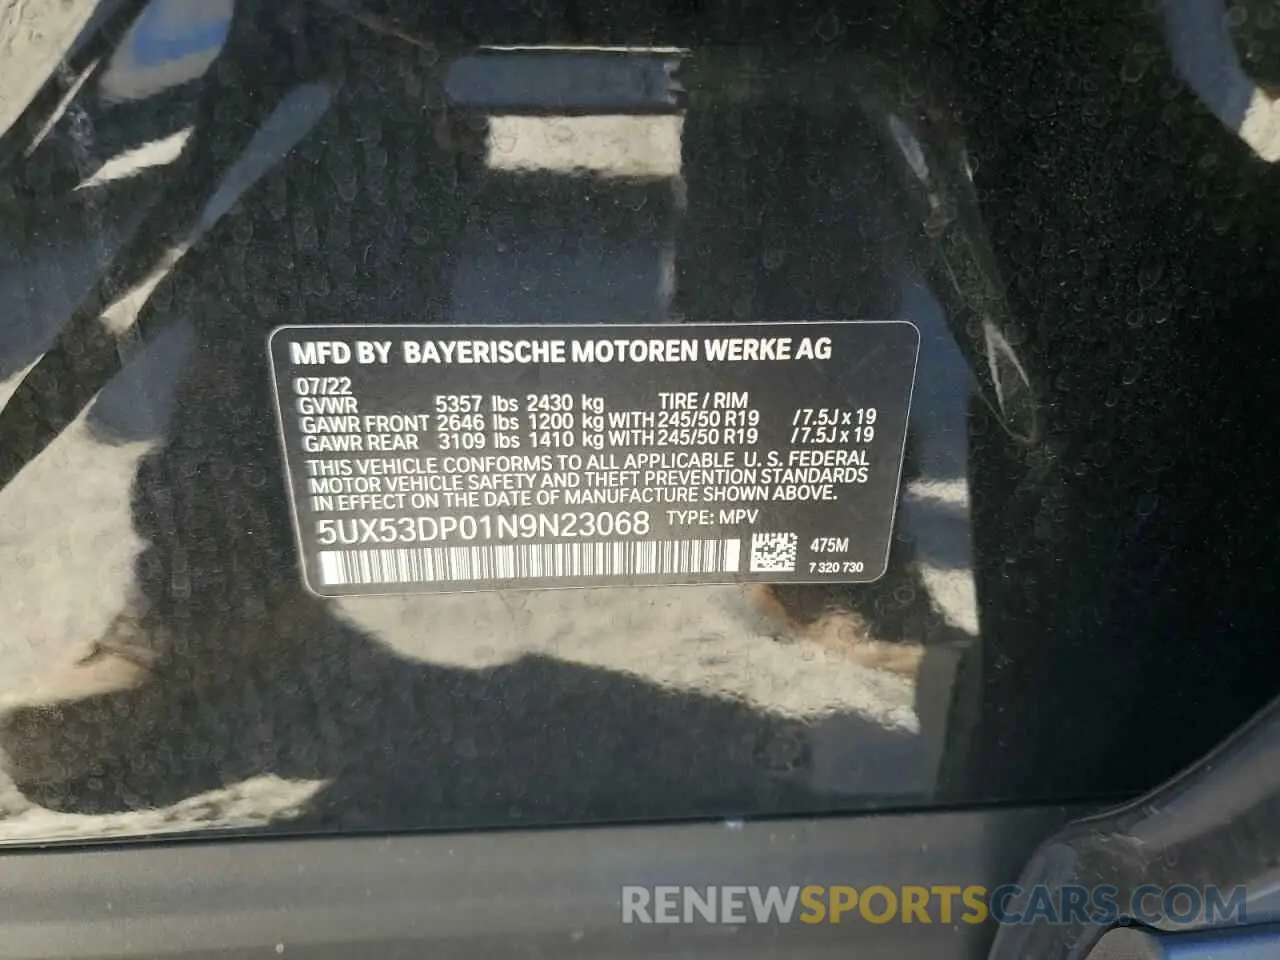 MFD BY BAYERISCHE MOTOREN WERKE AG
07/22
GVWR 5357 lbs 2430 kg TIRE / RIM
GAWR FRONT 2646 lbs 1200 kg WITH 245/50 R19 /7.5J x 19
GAWR REAR 3109 lbs 1410 kg WITH 245/50 R19 /7.5J x 19
THIS VEHICLE CONFORMS TO ALL APPLICABLE U. S. FEDERAL
MOTOR VEHICLE SAFETY AND THEFT PREVENTION STANDARDS
IN EFFECT ON THE DATE OF MANUFACTURE SHOWN ABOVE.
5UX53DP01N9N23068 TYPE: MPV
475M
7 320 730
RENEWSPORTSCARS.COM